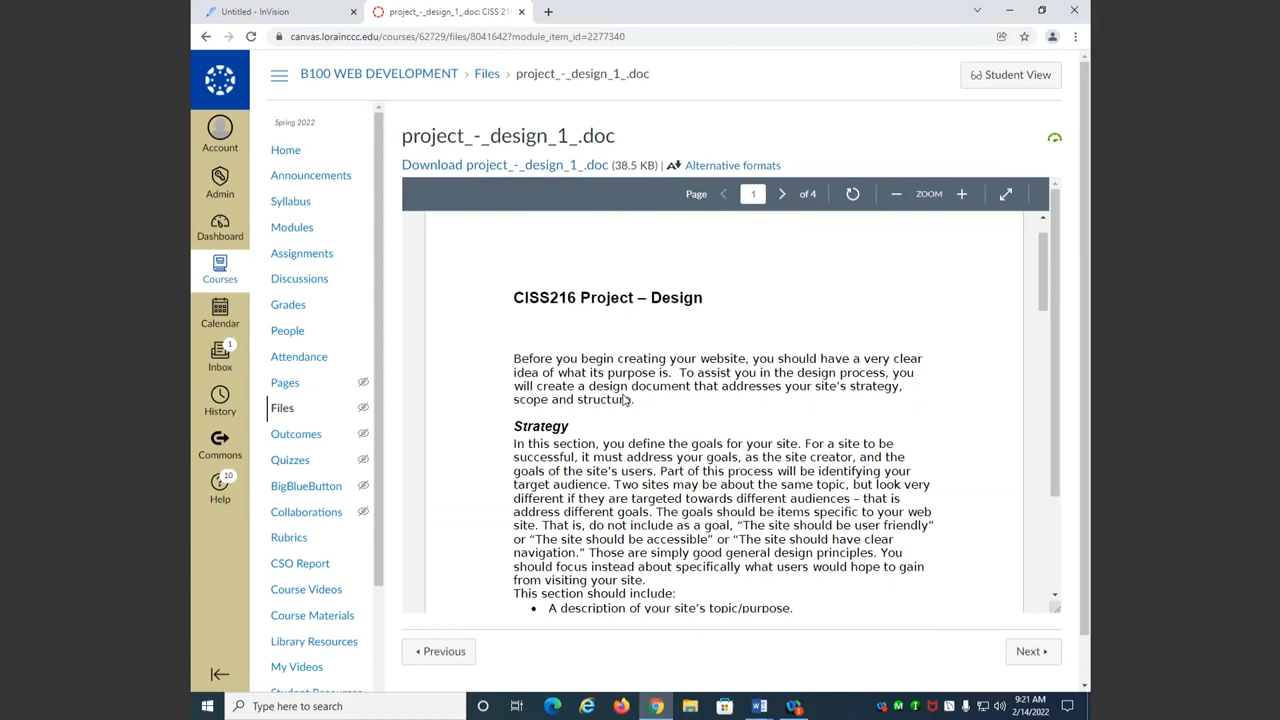 Untitled - InVision
project_-_design_1_.doc: CISS 21
canvas.lorainccc.edu/courses/62729/files/8041642?module_item_id=2277340
B100 WEB DEVELOPMENT › Files › project_-_design_1_.doc
Student View
Account
Admin
Dashboard
Courses
Calendar
1
Inbox
History
Commons
10
Help
Spring 2022
Home
Announcements
Syllabus
Modules
Assignments
Discussions
Grades
People
Attendance
Pages
Files
Outcomes
Quizzes
BigBlueButton
Collaborations
Rubrics
CSO Report
Course Videos
Course Materials
Library Resources
My Videos
Student Resources
project_-_design_1_.doc
Download project_-_design_1_.doc (38.5 KB) | Alternative formats
Page 1 of 4 ZOOM
CISS216 Project – Design
Before you begin creating your website, you should have a very clear
idea of what its purpose is. To assist you in the design process, you
will create a design document that addresses your site's strategy,
scope and structure.
Strategy
In this section, you define the goals for your site. For a site to be
successful, it must address your goals, as the site creator, and the
goals of the site's users. Part of this process will be identifying your
target audience. Two sites may be about the same topic, but look very
different if they are targeted towards different audiences – that is
address different goals. The goals should be items specific to your web
site. That is, do not include as a goal, “The site should be user friendly”
or “The site should be accessible” or “The site should have clear
navigation.” Those are simply good general design principles. You
should focus instead about specifically what users would hope to gain
from visiting your site.
This section should include:
• A description of your site's topic/purpose.
Previous
Next
Type here to search
9:21 AM
2/14/2022